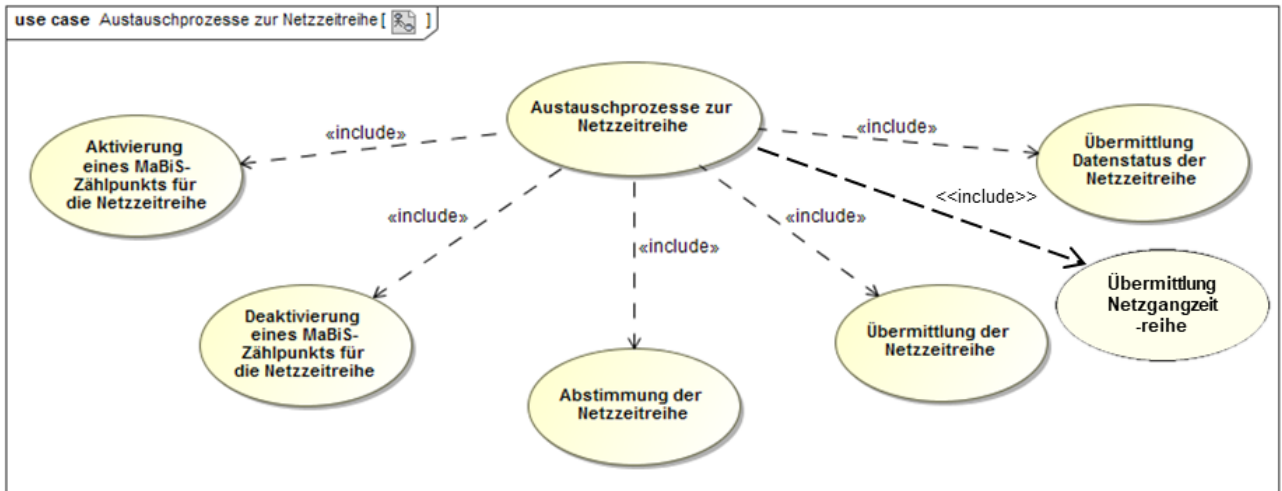 use case Austauschprozesse zur Netzzeitreihe [ ]
Austauschprozesse zur
Netzzeitreihe
«include»
Aktivierung
eines MaBiS-
Zählpunkts für
die Netzzeitreihe
«include»
Übermittlung
Datenstatus der
Netzzeitreihe
<<include>>
«include»
«include»
«include»
Übermittlung
Netzgangzeit
-reihe
Deaktivierung
eines MaBiS-
Zählpunkts für
die Netzzeitreihe
Übermittlung der
Netzzeitreihe
Abstimmung der
Netzzeitreihe